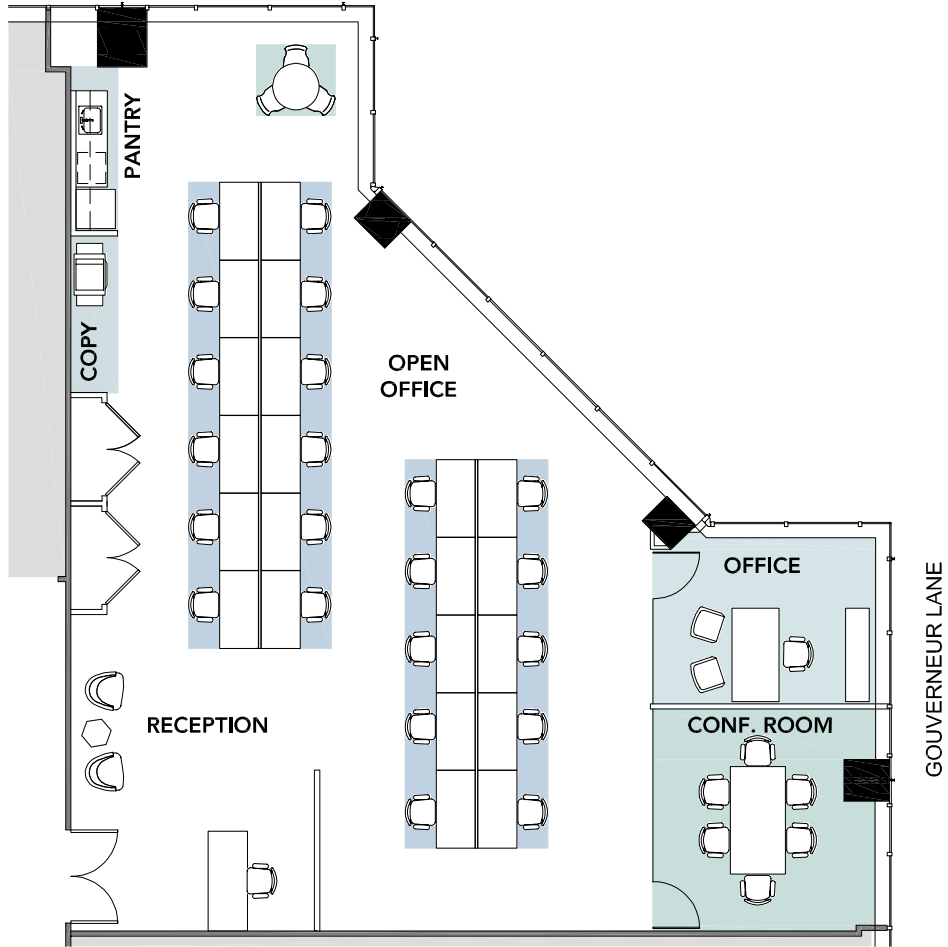 PANTRY
COPY
OPEN
OFFICE
OFFICE
RECEPTION
CONF. ROOM
GOUVERNEUR LANE